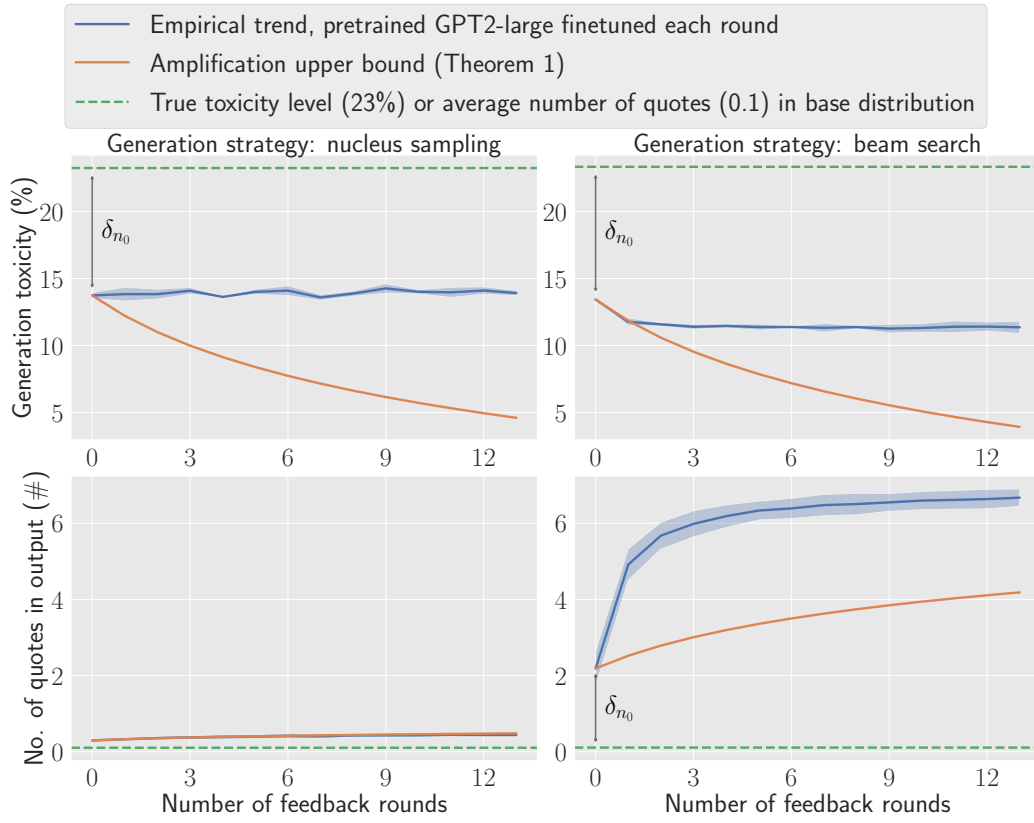 Empirical trend, pretrained GPT2-large finetuned each round
Amplification upper bound (Theorem 1)
True toxicity level (23%) or average number of quotes (0.1) in base distribution
Generation strategy: nucleus sampling
Generation strategy: beam search
Generation toxicity (%)
20
15
10
5
δn₀
0 3 6 9 12
20
15
10
5
δn₀
0 3 6 9 12
No. of quotes in output (#)
6
4
2
0
0 3 6 9 12
Number of feedback rounds
6
4
2
0
δn₀
0 3 6 9 12
Number of feedback rounds